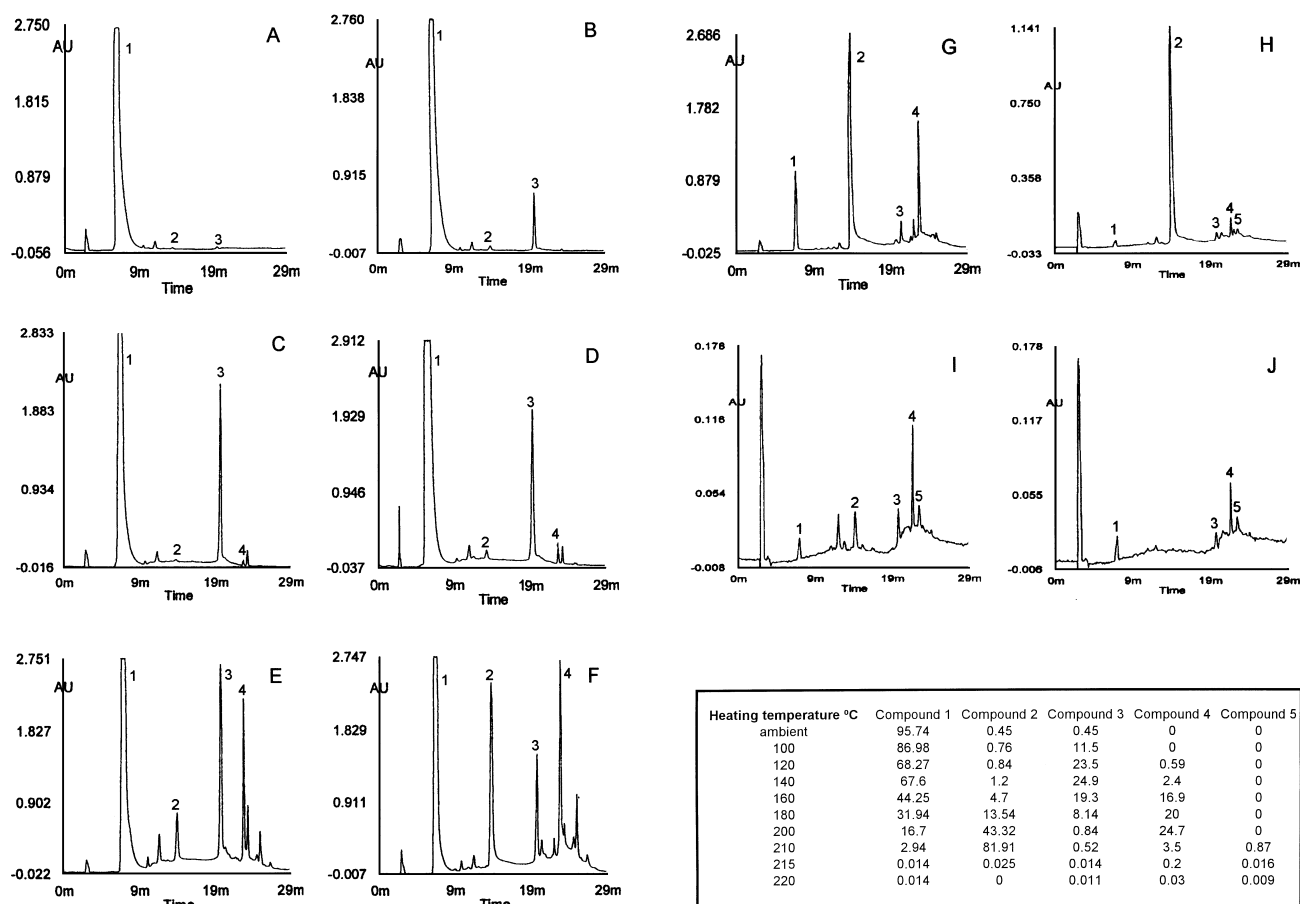 A
2.750
AU
1.815
0.879
-0.056
1
2
3
0m 9m 19m 29m
Time
B
2.760
AU
1.838
0.915
-0.007
1
2
3
0m 9m 19m 29m
Time
C
2.833
AU
1.883
0.934
-0.016
1
2
3
4
0m 9m 19m 29m
Time
D
2.912
AU
1.929
0.946
-0.037
1
2
3
4
0m 9m 19m 29m
Time
E
2.751
AU
1.827
0.902
-0.022
1
2
3
4
0m 9m 19m 29m
Time
F
2.747
AU
1.829
0.911
-0.007
1
2
3
4
0m 9m 19m 29m
Time
G
2.686
AU
1.782
0.879
-0.025
1
2
3
4
0m 9m 19m 29m
Time
H
1.141
AU
0.750
0.358
-0.033
1
2
3
4
5
0m 9m 19m 29m
Time
I
0.178
AU
0.116
0.054
-0.008
1
2
3
4
5
0m 9m 19m 29m
Time
J
0.178
AU
0.117
0.055
-0.006
1
3
4
5
0m 9m 19m 29m
Time
Heating temperature ºC Compound 1 Compound 2 Compound 3 Compound 4 Compound 5
ambient 95.74 0.45 0.45 0 0
100 86.98 0.76 11.5 0 0
120 68.27 0.84 23.5 0.59 0
140 67.6 1.2 24.9 2.4 0
160 44.25 4.7 19.3 16.9 0
180 31.94 13.54 8.14 20 0
200 16.7 43.32 0.84 24.7 0
210 2.94 81.91 0.52 3.5 0.87
215 0.014 0.025 0.014 0.2 0.016
220 0.014 0 0.011 0.03 0.009